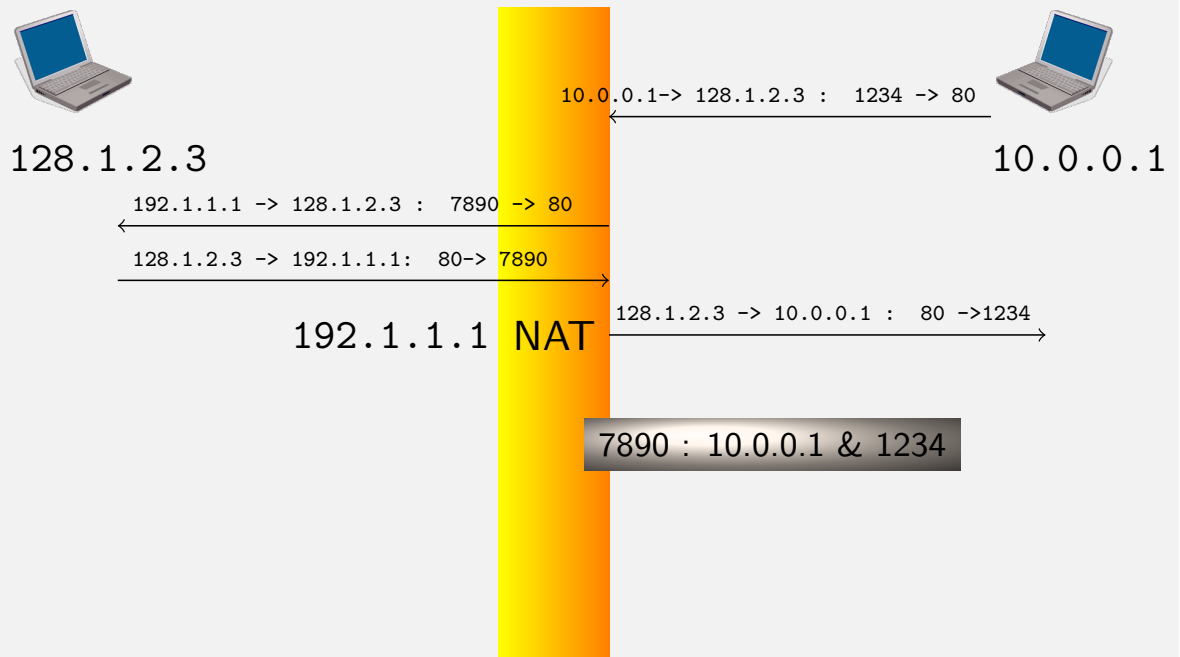 10.0.0.1-> 128.1.2.3 :  1234 -> 80
128.1.2.3
10.0.0.1
192.1.1.1 -> 128.1.2.3 :  7890 -> 80
128.1.2.3 -> 192.1.1.1:  80-> 7890
128.1.2.3 -> 10.0.0.1 :  80 ->1234
192.1.1.1 NAT
7890 : 10.0.0.1 & 1234